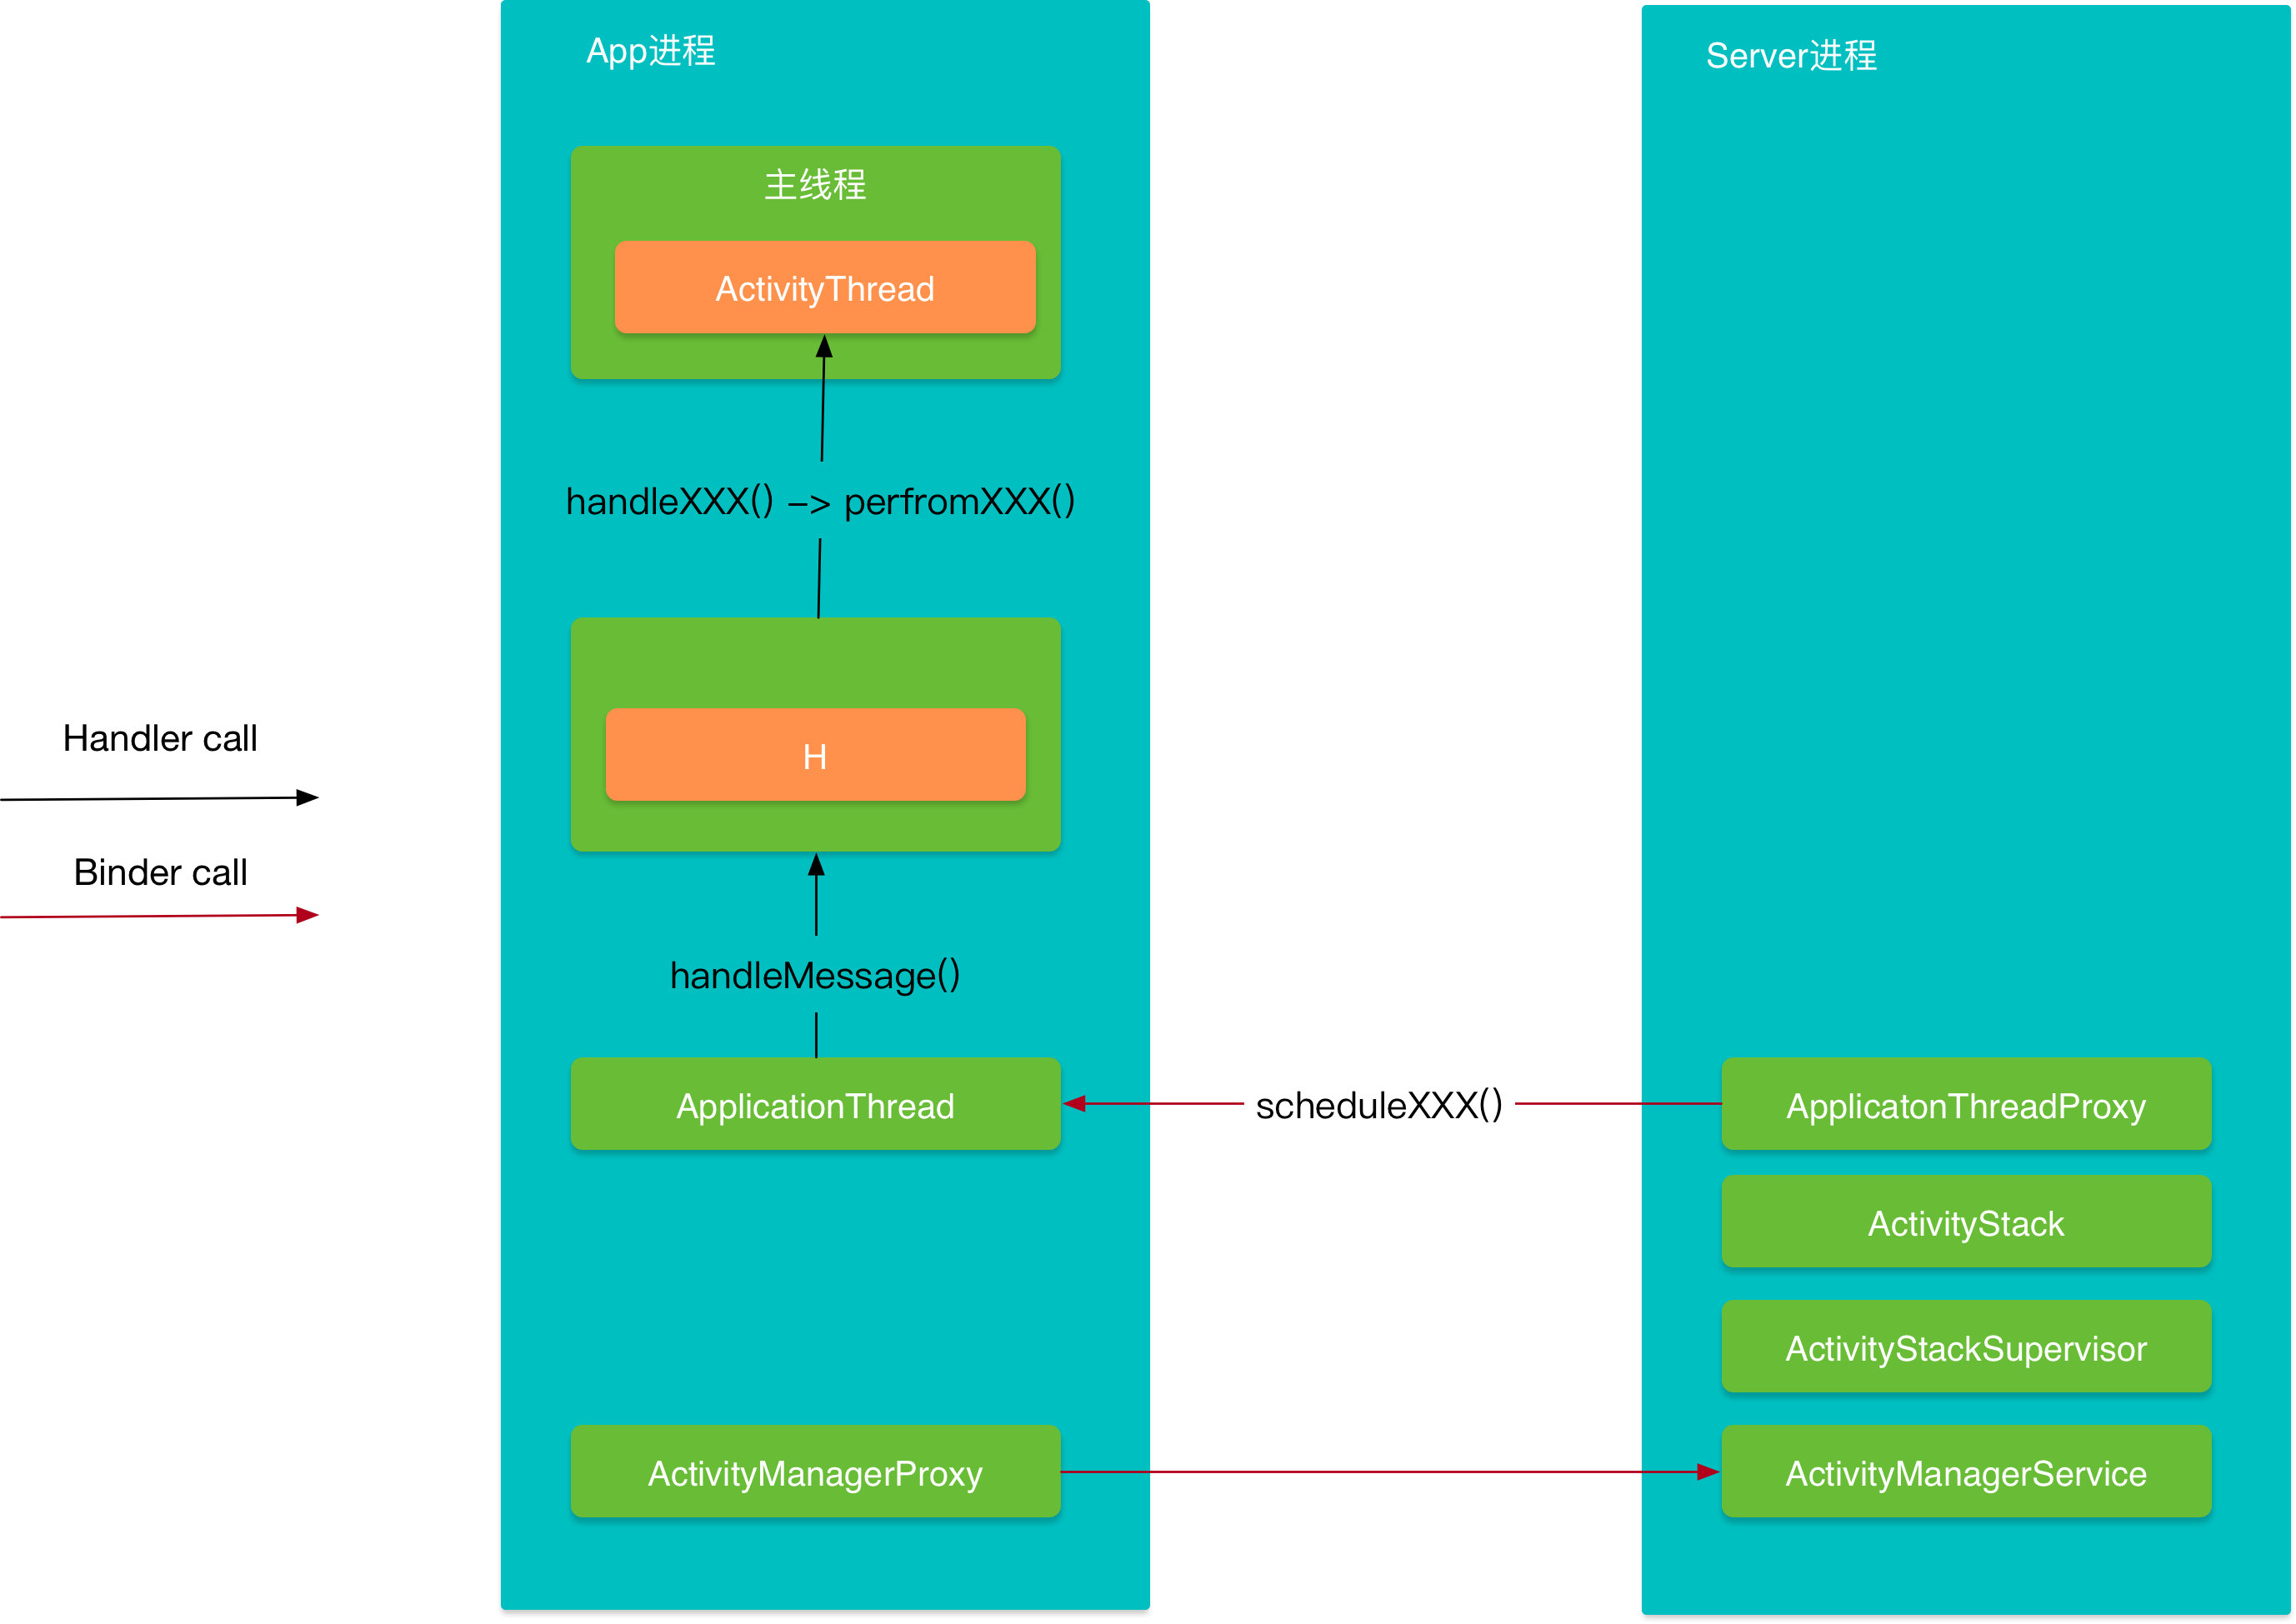 App进程
Server进程
主线程
ActivityThread
handleXXX() –> perfromXXX()
H
Handler call
Binder call
handleMessage()
ApplicationThread
scheduleXXX()
ApplicatonThreadProxy
ActivityStack
ActivityStackSupervisor
ActivityManagerProxy
ActivityManagerService